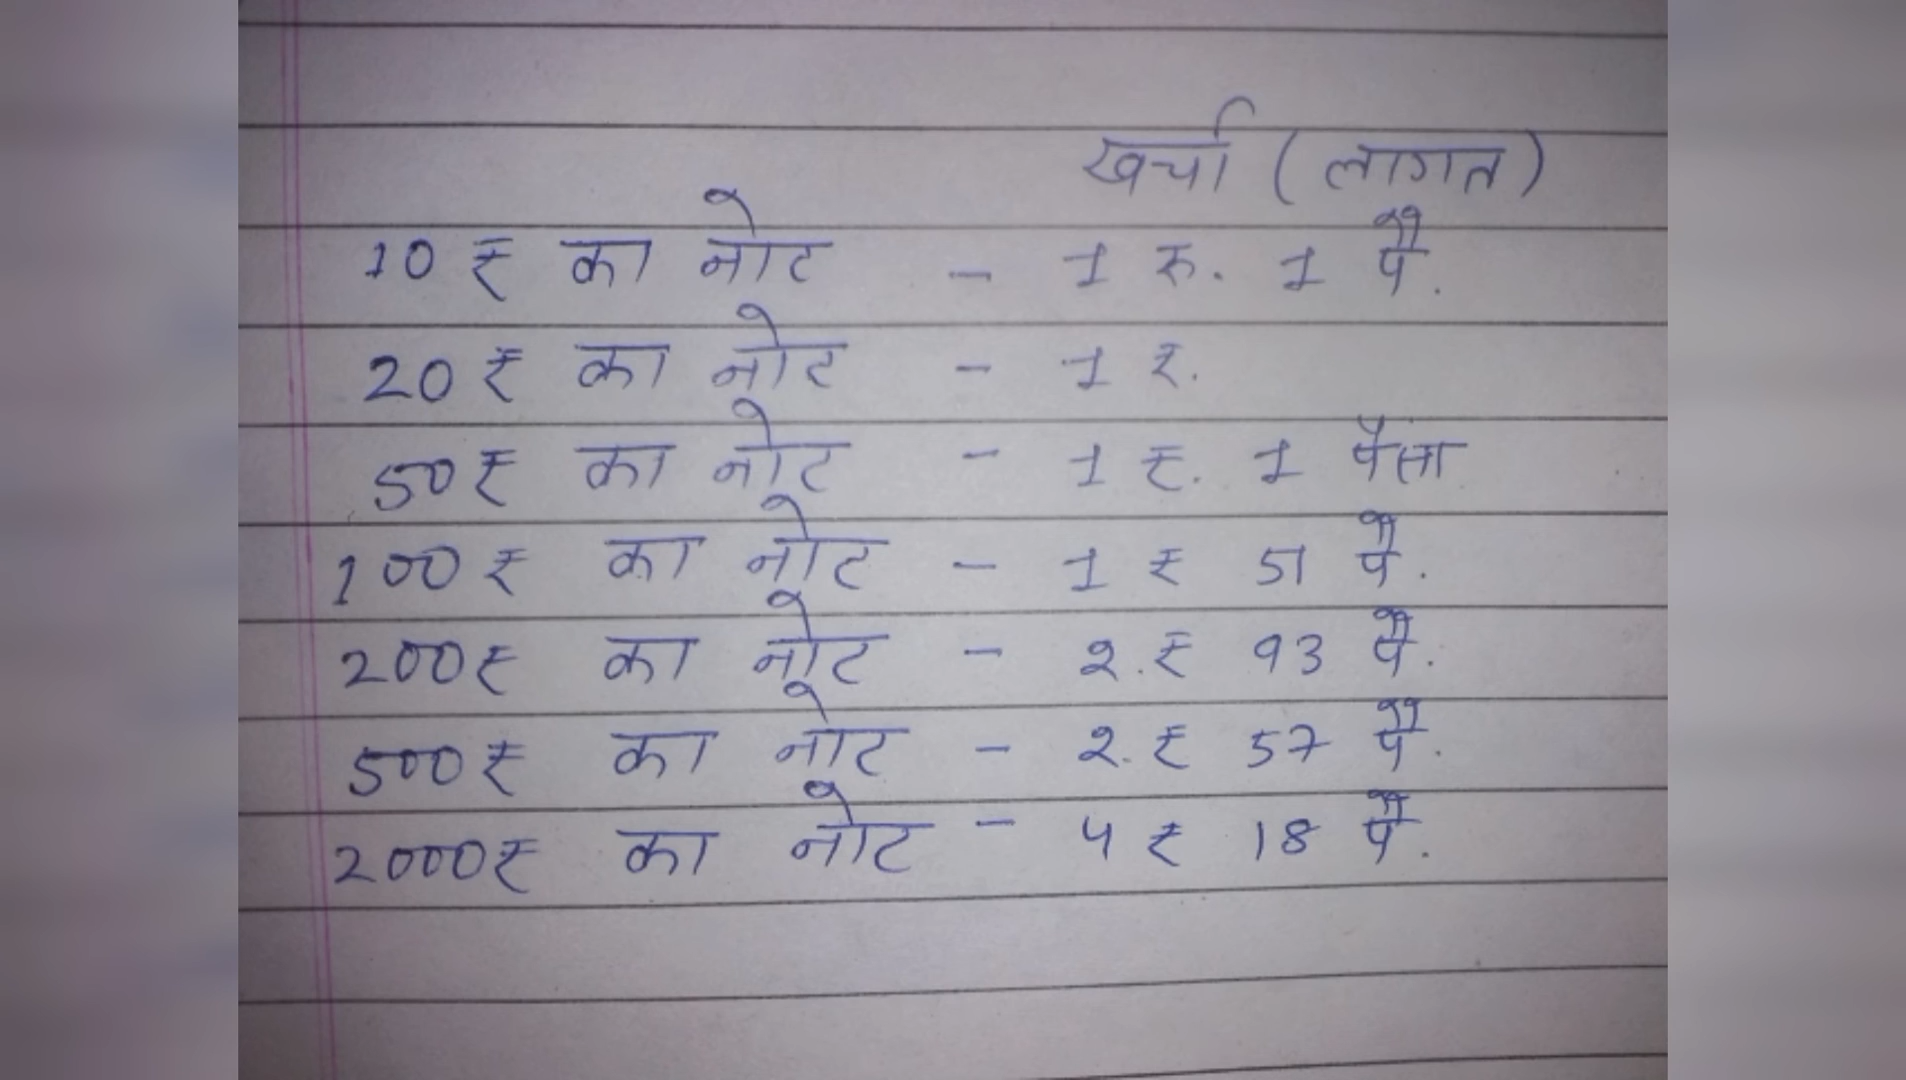 खर्चा (लागत)
10 ₹ का नोट - 1 रु. 1 पै.
20 ₹ का नोट - 1 रु.
50 ₹ का नोट - 1 रु. 1 पैसा
100 ₹ का नोट - 1 ₹ 51 पै.
200 ₹ का नोट - 2.₹ 93 पै.
500 ₹ का नोट - 2.₹ 57 पै.
2000 ₹ का नोट - 4 ₹ 18 पै.